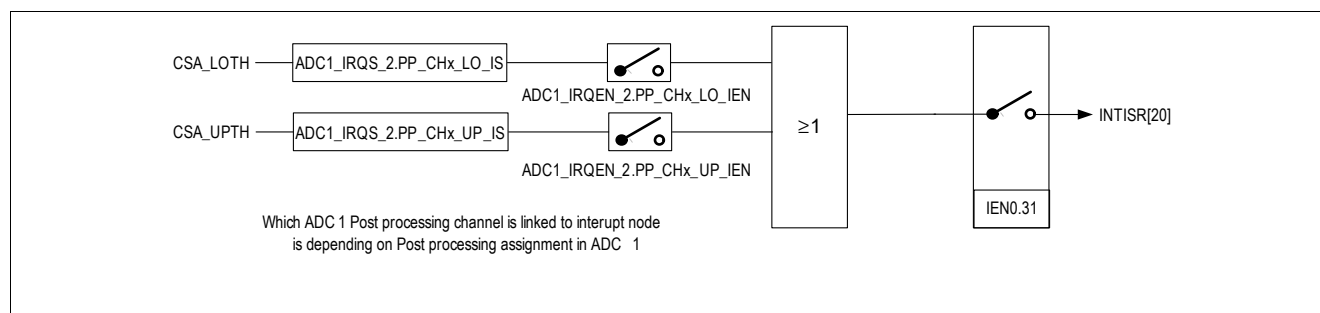 CSA_LOTH
ADC1_IRQS_2.PP_CHx_LO_IS
ADC1_IRQEN_2.PP_CHx_LO_IEN
CSA_UPTH
ADC1_IRQS_2.PP_CHx_UP_IS
ADC1_IRQEN_2.PP_CHx_UP_IEN
≥1
INTISR[20]
IEN0.31
Which ADC 1 Post processing channel is linked to interupt node
is depending on Post processing assignment in ADC 1